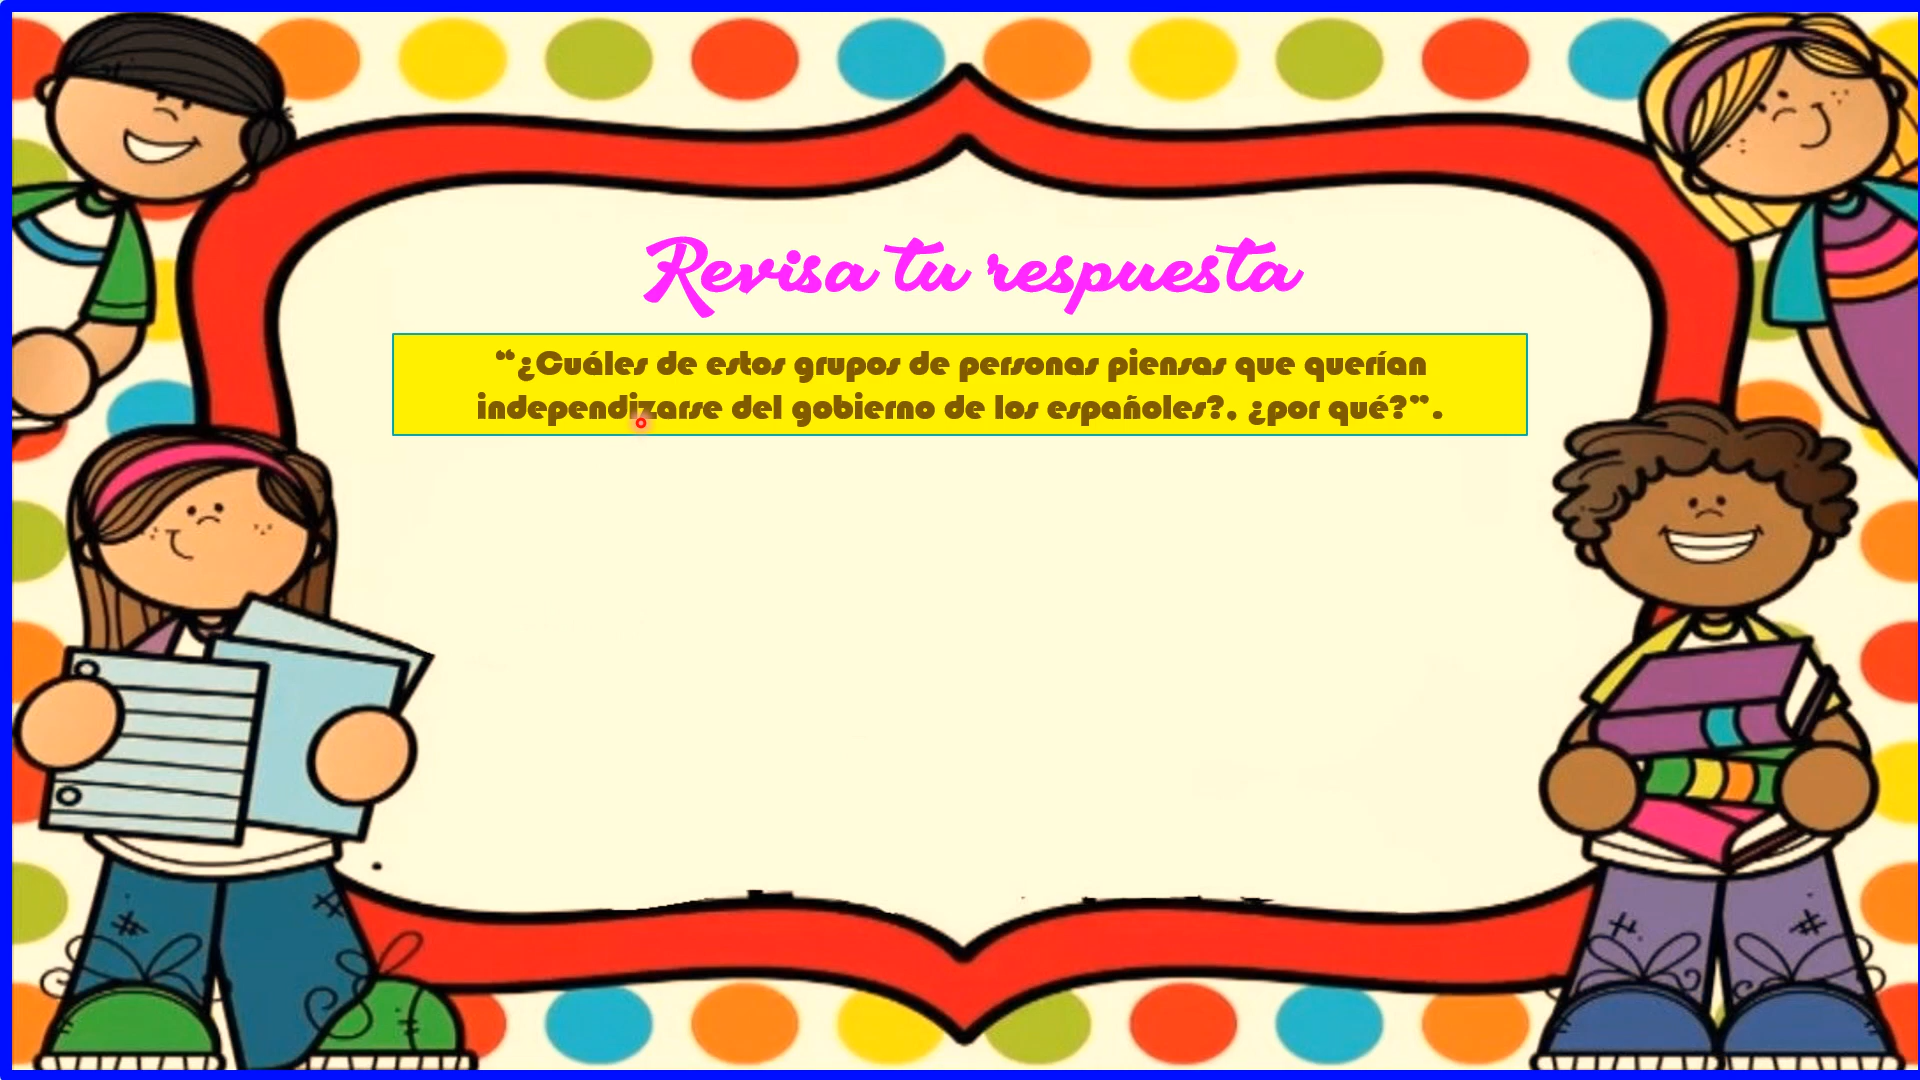 Revisa tu respuesta
“¿Cuáles de estos grupos de personas piensas que querían
independizarse del gobierno de los españoles?, ¿por qué?”.